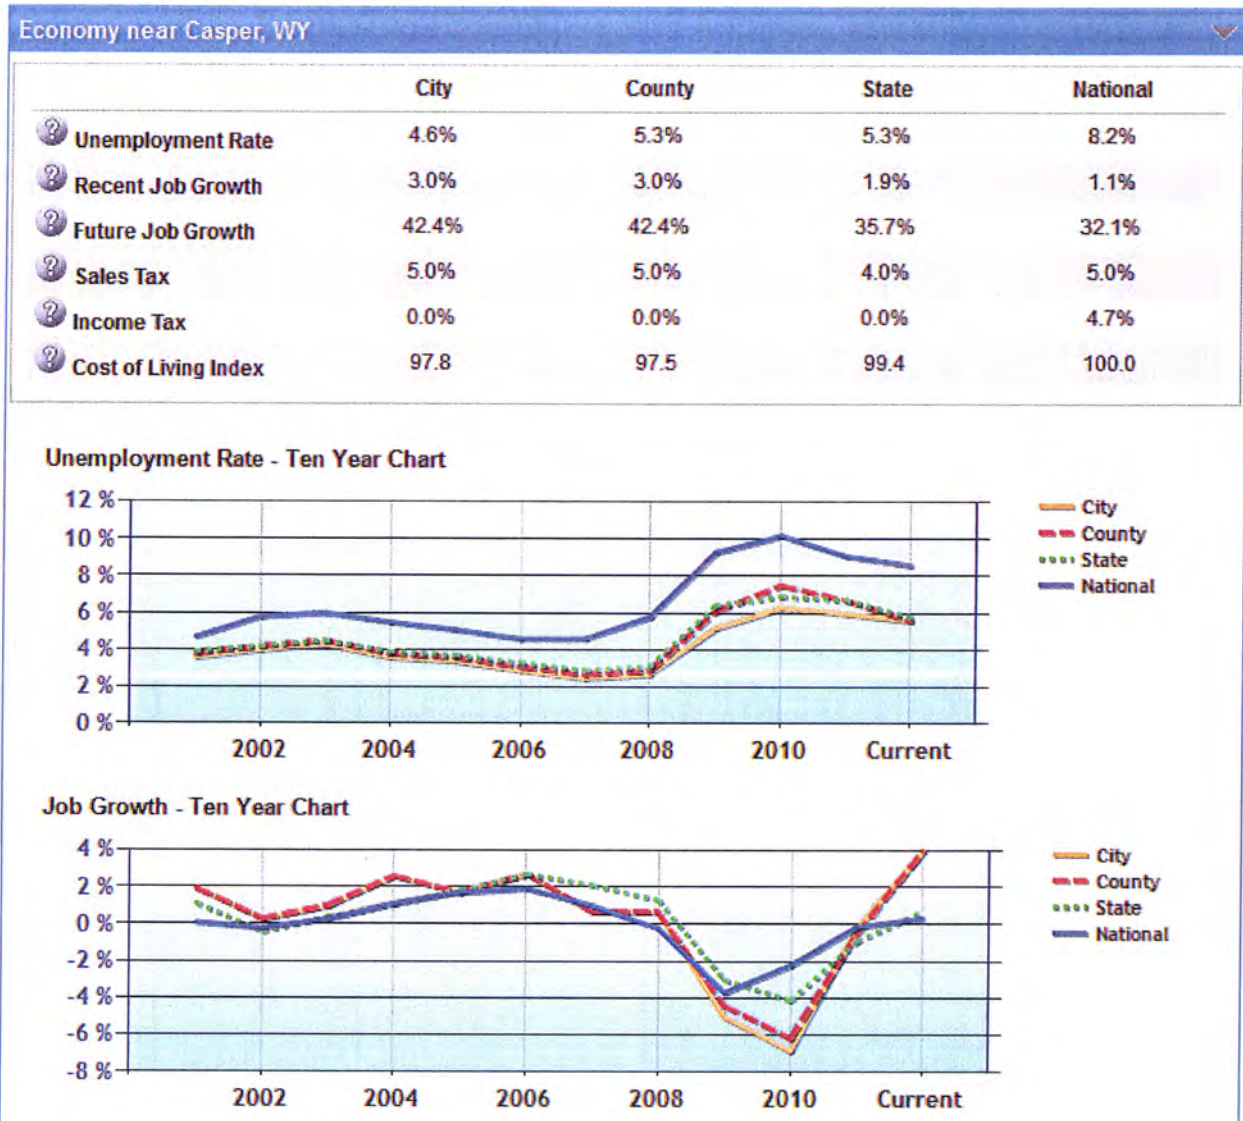 Economy near Casper, WY
City County State National
? Unemployment Rate 4.6% 5.3% 5.3% 8.2%
? Recent Job Growth 3.0% 3.0% 1.9% 1.1%
? Future Job Growth 42.4% 42.4% 35.7% 32.1%
? Sales Tax 5.0% 5.0% 4.0% 5.0%
? Income Tax 0.0% 0.0% 0.0% 4.7%
? Cost of Living Index 97.8 97.5 99.4 100.0
Unemployment Rate - Ten Year Chart
12 %
10 %
8 %
6 %
4 %
2 %
0 %
2002 2004 2006 2008 2010 Current
City
County
State
National
Job Growth - Ten Year Chart
4 %
2 %
0 %
-2 %
-4 %
-6 %
-8 %
2002 2004 2006 2008 2010 Current
City
County
State
National